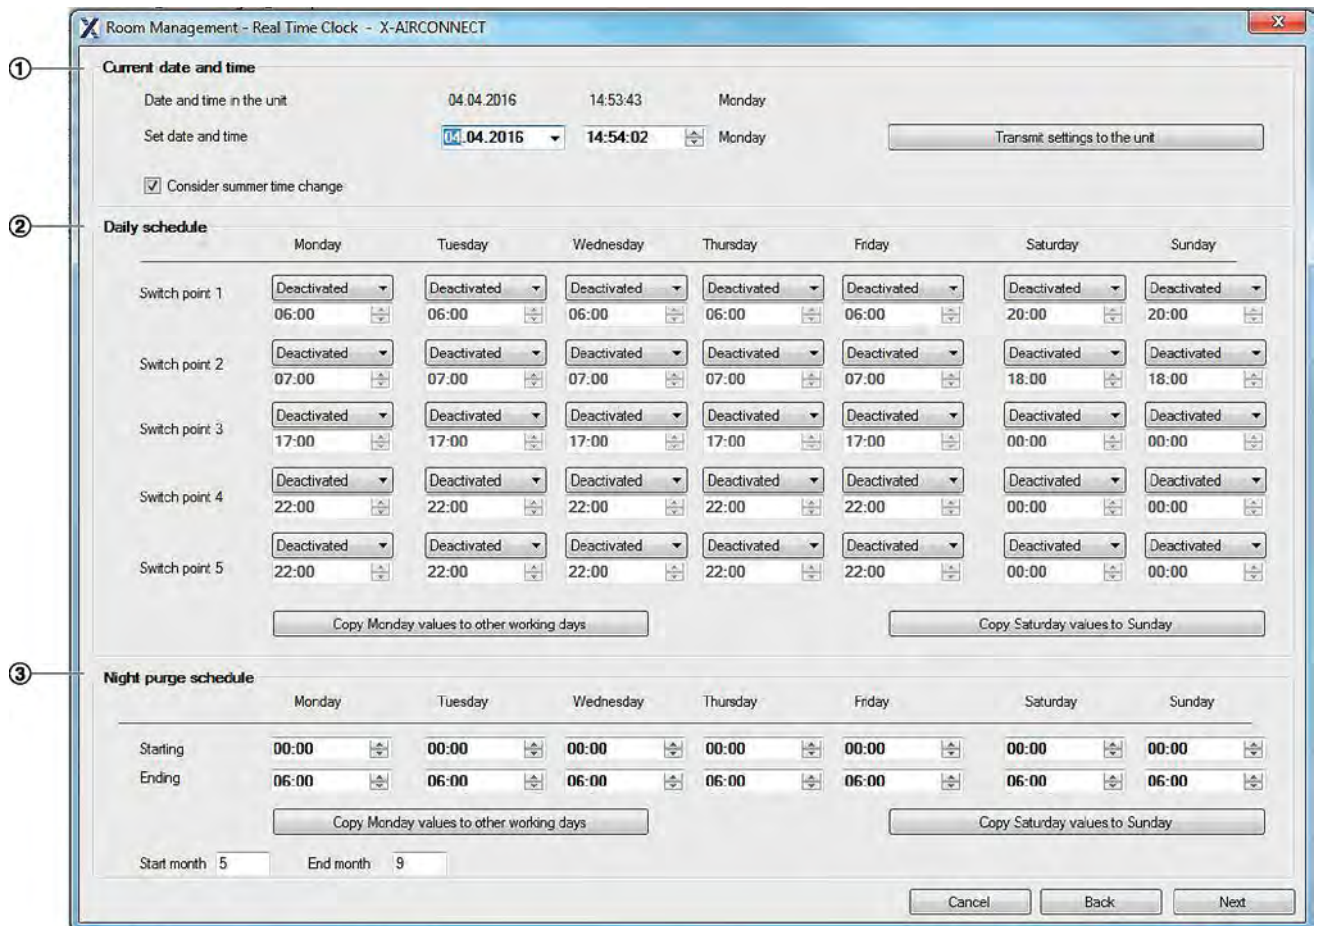 Room Management - Real Time Clock - X-AIRCONNECT
① Current date and time
Date and time in the unit 04.04.2016 14:53:43 Monday
Set date and time 04.04.2016 14:54:02 Monday Transmit settings to the unit
Consider summer time change
② Daily schedule
Monday Tuesday Wednesday Thursday Friday Saturday Sunday
Switch point 1 Deactivated Deactivated Deactivated Deactivated Deactivated Deactivated Deactivated
06:00 06:00 06:00 06:00 06:00 20:00 20:00
Switch point 2 Deactivated Deactivated Deactivated Deactivated Deactivated Deactivated Deactivated
07:00 07:00 07:00 07:00 07:00 18:00 18:00
Switch point 3 Deactivated Deactivated Deactivated Deactivated Deactivated Deactivated Deactivated
17:00 17:00 17:00 17:00 17:00 00:00 00:00
Switch point 4 Deactivated Deactivated Deactivated Deactivated Deactivated Deactivated Deactivated
22:00 22:00 22:00 22:00 22:00 00:00 00:00
Switch point 5 Deactivated Deactivated Deactivated Deactivated Deactivated Deactivated Deactivated
22:00 22:00 22:00 22:00 22:00 00:00 00:00
Copy Monday values to other working days Copy Saturday values to Sunday
③ Night purge schedule
Monday Tuesday Wednesday Thursday Friday Saturday Sunday
Starting 00:00 00:00 00:00 00:00 00:00 00:00 00:00
Ending 06:00 06:00 06:00 06:00 06:00 06:00 06:00
Copy Monday values to other working days Copy Saturday values to Sunday
Start month 5 End month 9
Cancel Back Next